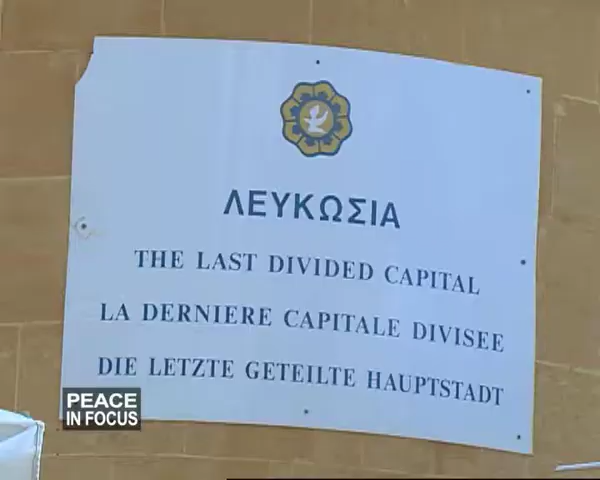 ΛΕΥΚΩΣΙΑ
THE LAST DIVIDED CAPITAL
LA DERNIERE CAPITALE DIVISEE
DIE LETZTE GETEILTE HAUPTSTADT
PEACE
IN FOCUS